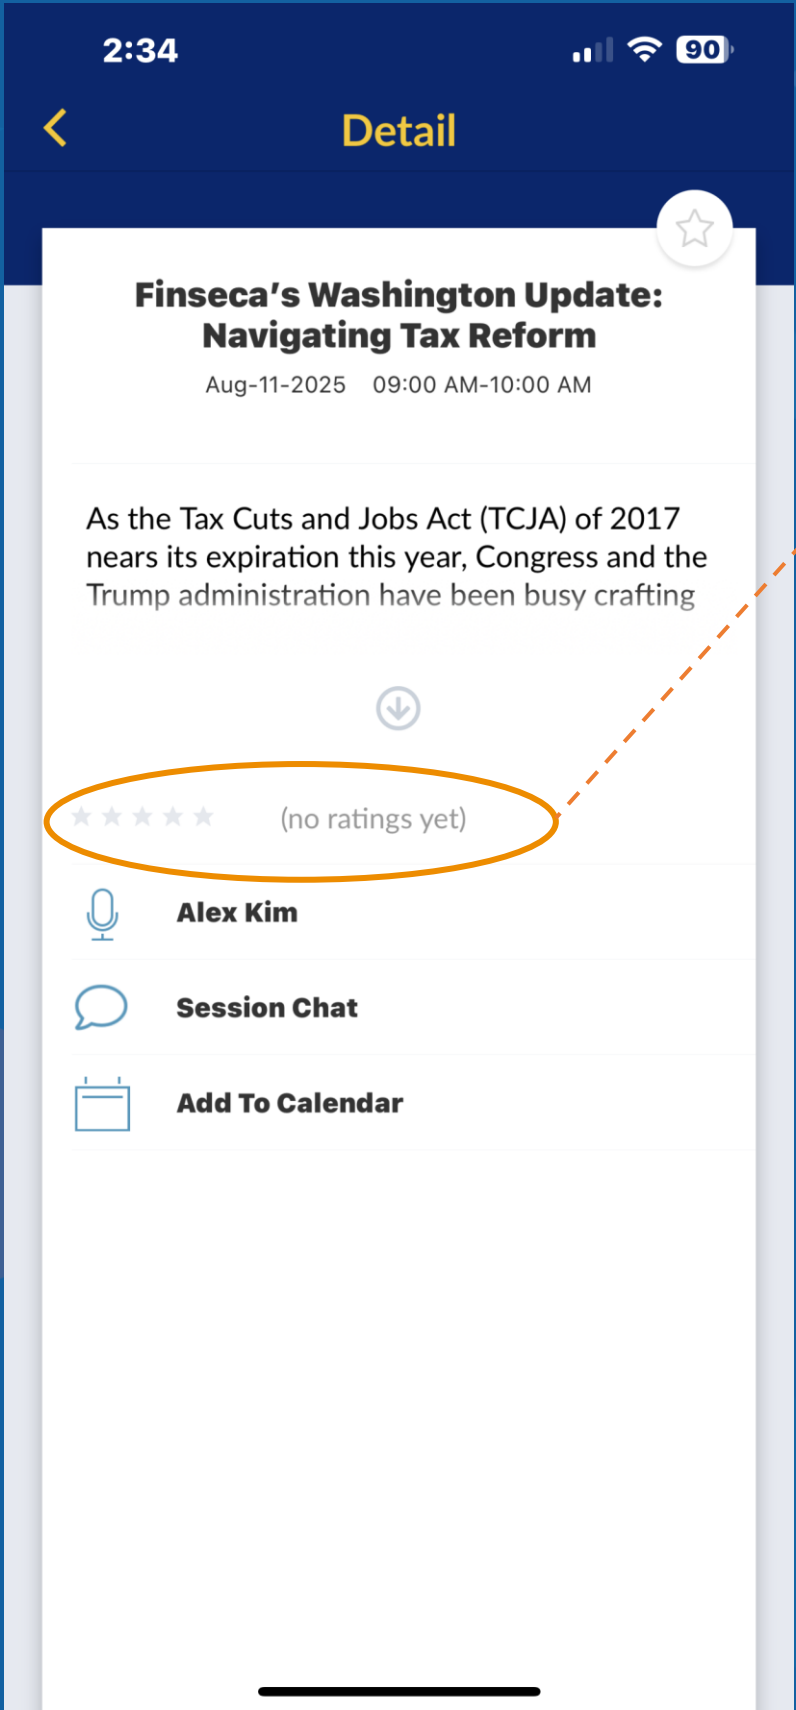 2:34
90
Detail
Finseca’s Washington Update:
Navigating Tax Reform
Aug-11-2025 09:00 AM-10:00 AM
As the Tax Cuts and Jobs Act (TCJA) of 2017
nears its expiration this year, Congress and the
Trump administration have been busy crafting
(no ratings yet)
Alex Kim
Session Chat
Add To Calendar